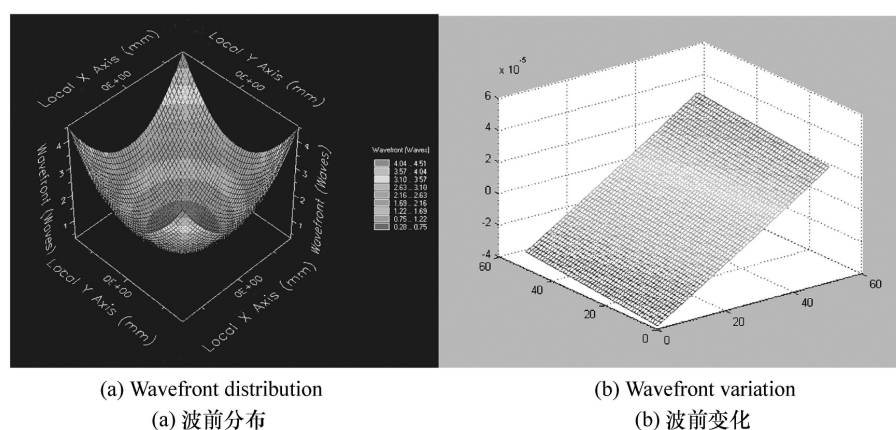 Local X Axis (mm)
Local Y Axis (mm)
0E+00
0E+00
Wavefront (Waves)
4
3
2
1
4
3
2
1
Wavefront (Waves)
Local Y Axis (mm)
0E+00
0E+00
Local X Axis (mm)
Wavefront (Waves)
4.04 .. 4.51
3.57 .. 4.04
3.10 .. 3.57
2.63 .. 3.10
2.16 .. 2.63
1.69 .. 2.16
1.22 .. 1.69
0.75 .. 1.22
0.28 .. 0.75
x 10⁻⁵
6
4
2
0
-2
-4
60
40
20
0
0
20
40
60
(a) Wavefront distribution
(b) Wavefront variation
(a) 波前分布
(b) 波前变化